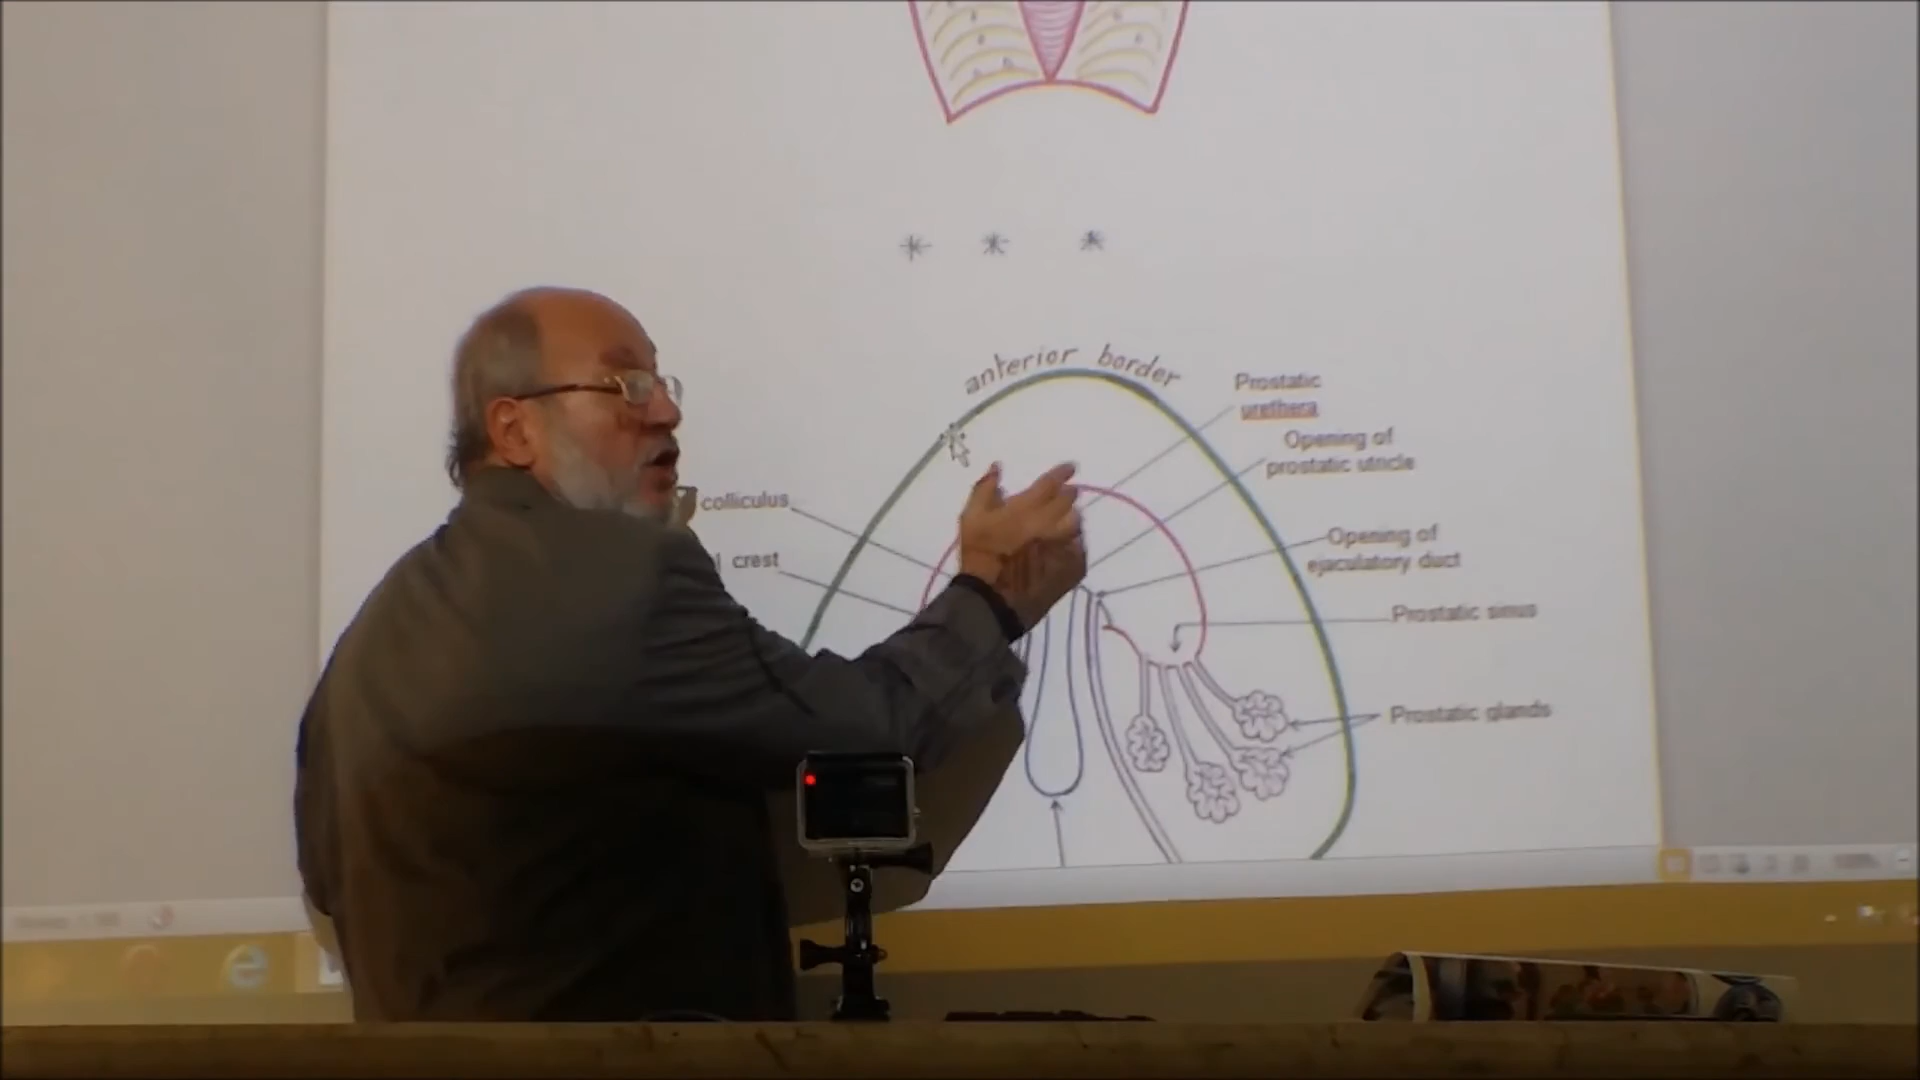 * * *
anterior border
Prostatic
urethera
Opening of
prostatic utricle
colliculus
Opening of
ejaculatory duct
crest
Prostatic sinus
Prostatic glands